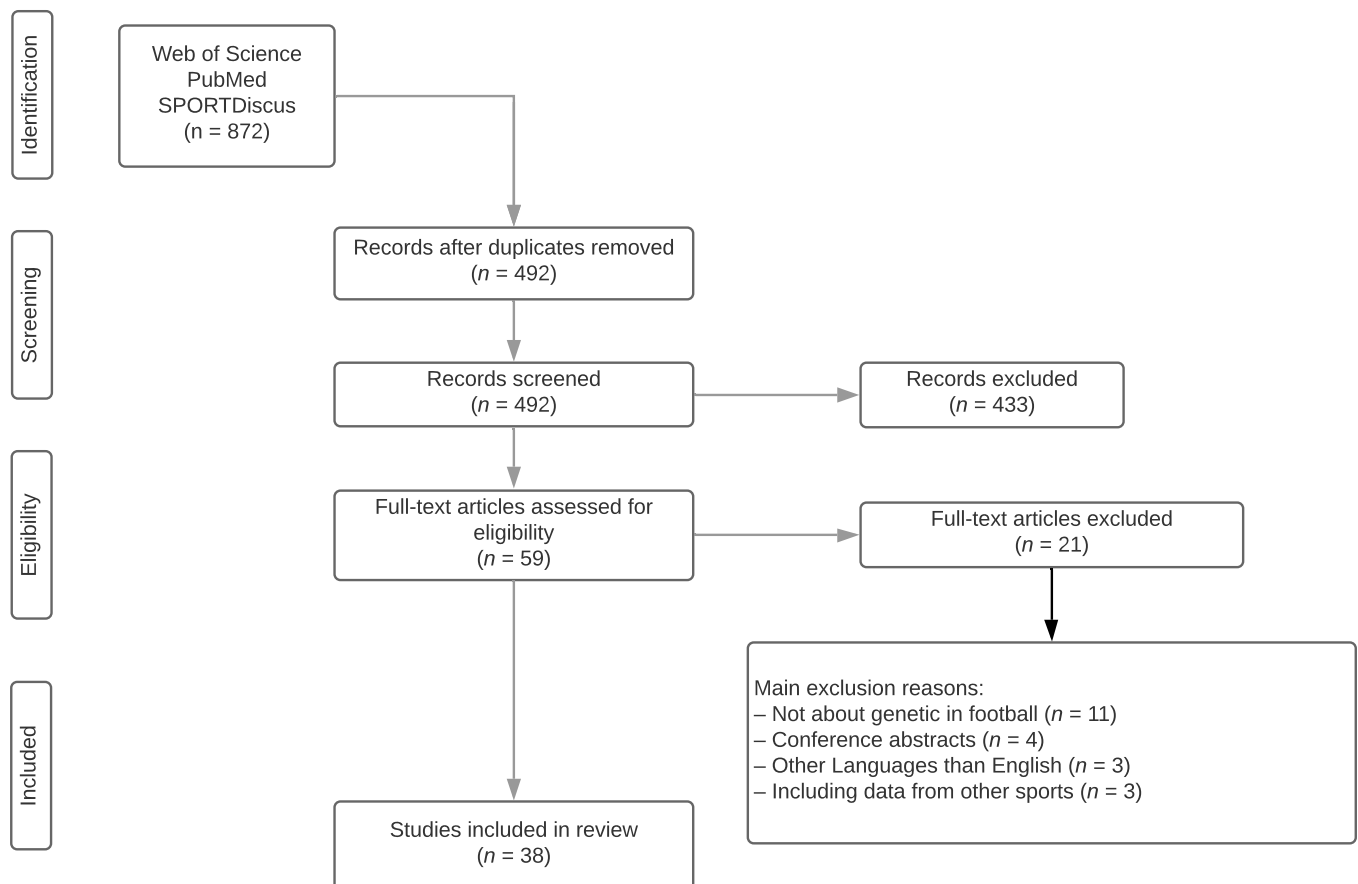 Identification
Web of Science
PubMed
SPORTDiscus
(n = 872)
Screening
Records after duplicates removed
(n = 492)
Records screened
(n = 492)
Records excluded
(n = 433)
Eligibility
Full-text articles assessed for
eligibility
(n = 59)
Full-text articles excluded
(n = 21)
Main exclusion reasons:
– Not about genetic in football (n = 11)
– Conference abstracts (n = 4)
– Other Languages than English (n = 3)
– Including data from other sports (n = 3)
Included
Studies included in review
(n = 38)